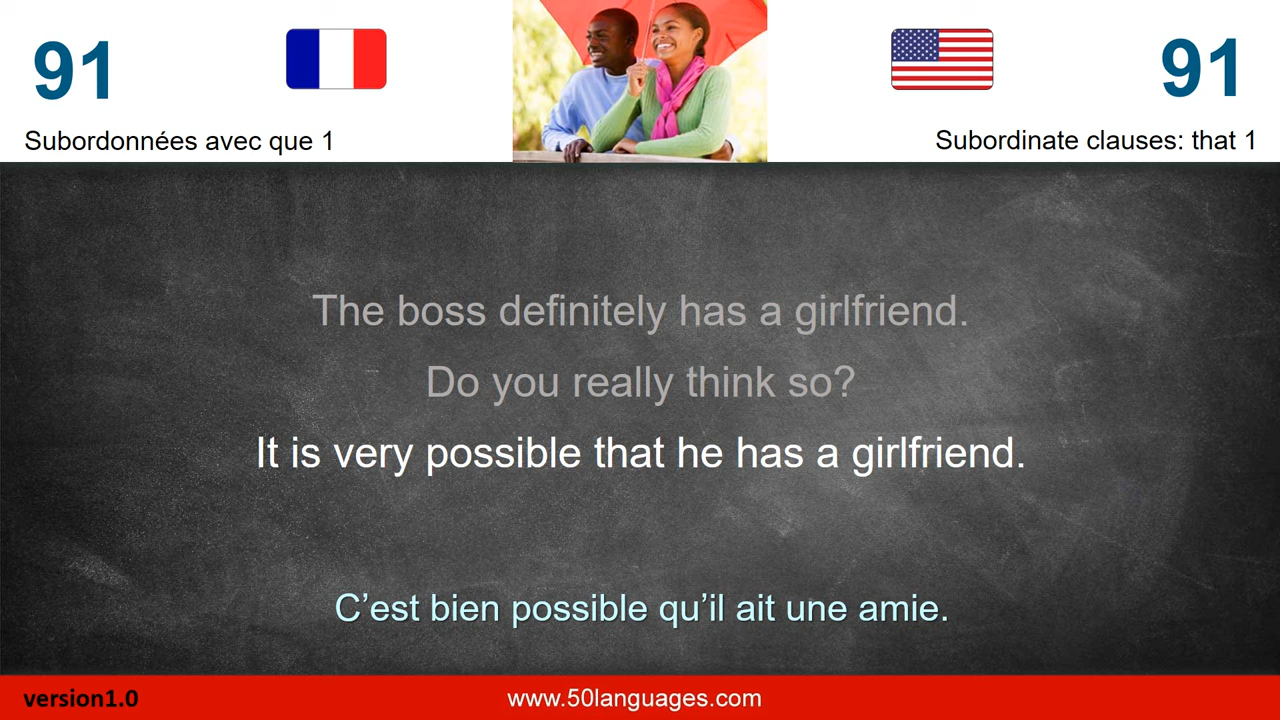 91
91
Subordonnées avec que 1
Subordinate clauses: that 1
The boss definitely has a girlfriend.
Do you really think so?
It is very possible that he has a girlfriend.
C’est bien possible qu’il ait une amie.
version1.0
www.50languages.com